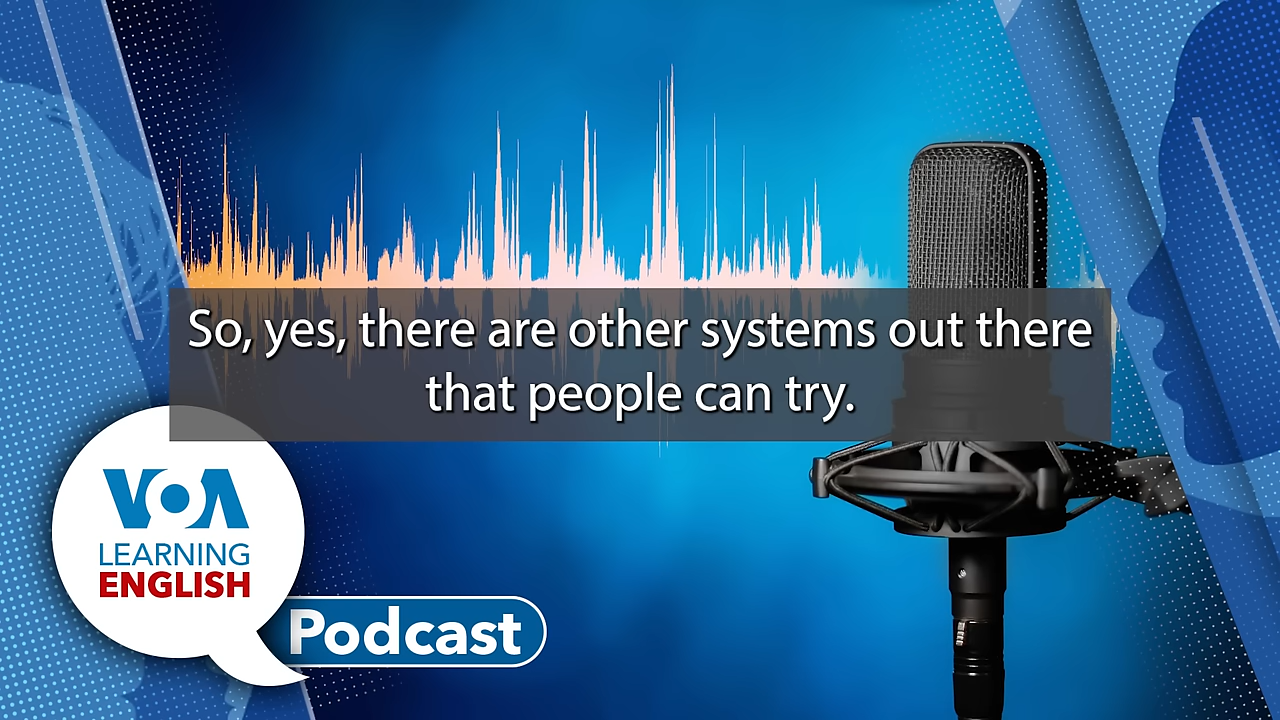 So, yes, there are other systems out there
that people can try.
VOA
LEARNING
ENGLISH
Podcast